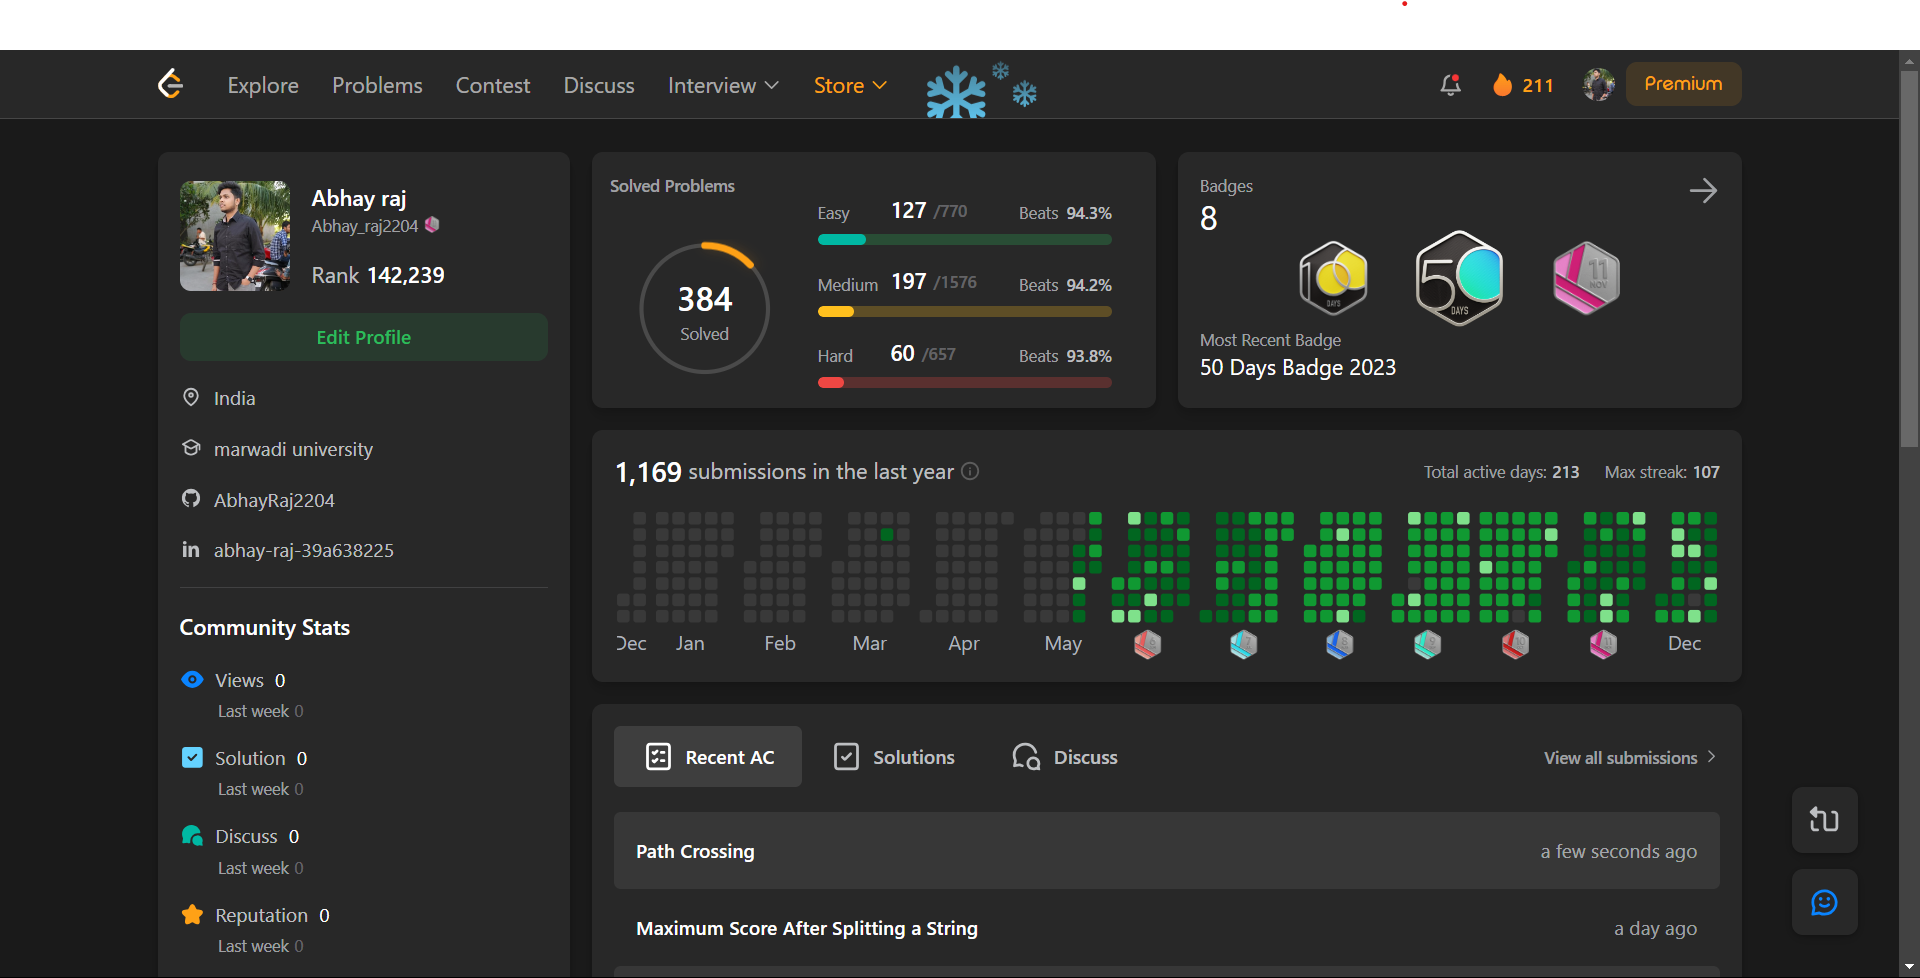 Explore Problems Contest Discuss Interview Store 211 Premium
Abhay raj
Abhay_raj2204
Rank 142,239
Edit Profile
India
marwadi university
AbhayRaj2204
abhay-raj-39a638225
Community Stats
Views 0
Last week 0
Solution 0
Last week 0
Discuss 0
Last week 0
Reputation 0
Last week 0
Solved Problems
384
Solved
Easy 127 /770 Beats 94.3%
Medium 197 /1576 Beats 94.2%
Hard 60 /657 Beats 93.8%
Badges
8
DAYS
50
DAYS
11
NOV
Most Recent Badge
50 Days Badge 2023
1,169 submissions in the last year Total active days: 213 Max streak: 107
Dec Jan Feb Mar Apr May Dec
Recent AC Solutions Discuss View all submissions
Path Crossing a few seconds ago
Maximum Score After Splitting a String a day ago